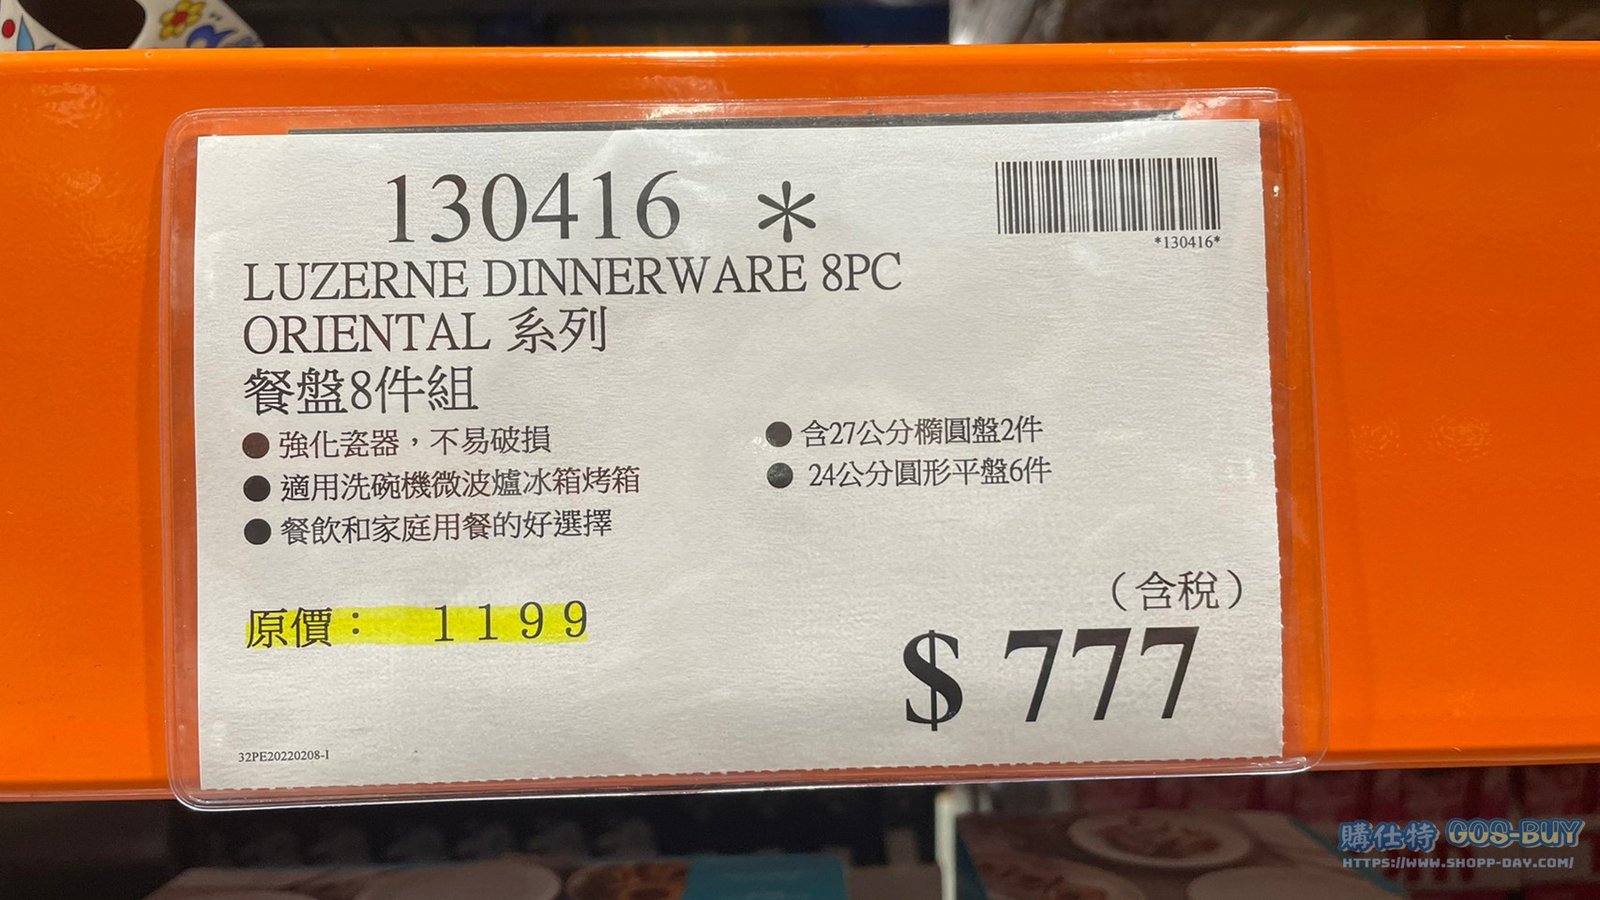 130416 *
*130416*
LUZERNE DINNERWARE 8PC
ORIENTAL 系列
餐盤8件組
● 強化瓷器，不易破損
● 適用洗碗機微波爐冰箱烤箱
● 餐飲和家庭用餐的好選擇
● 含27公分橢圓盤2件
● 24公分圓形平盤6件
原價： 1199
（含稅）
$ 777
32PE20220208-1
購仕特 GOS-BUY
HTTPS://WWW.SHOPP-DAY.COM/